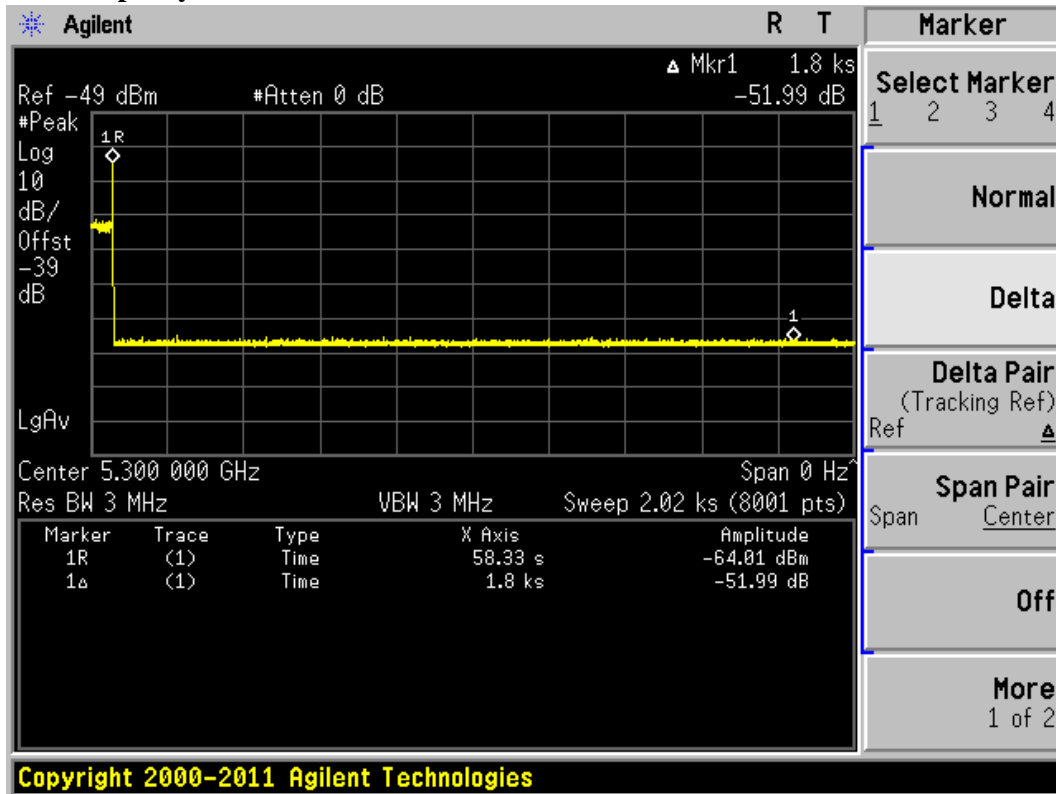 Agilent R T Marker
Δ Mkr1 1.8 ks
Ref -49 dBm #Atten 0 dB -51.99 dB
#Peak
Log
10
dB/
Offst
-39
dB
1R
1
LgAv
Center 5.300 000 GHz Span 0 Hz^
Res BW 3 MHz VBW 3 MHz Sweep 2.02 ks (8001 pts)
Marker Trace Type X Axis Amplitude
1R (1) Time 58.33 s -64.01 dBm
1Δ (1) Time 1.8 ks -51.99 dB
Select Marker
1 2 3 4
Normal
Delta
Delta Pair
(Tracking Ref)
Ref Δ
Span Pair
Span Center
Off
More
1 of 2
Copyright 2000-2011 Agilent Technologies